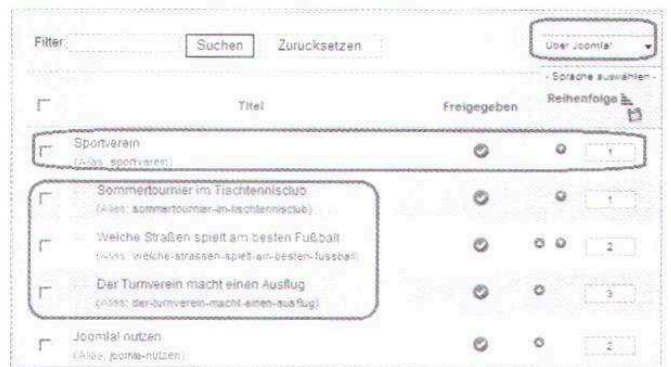 Filter
Suchen
Zurücksetzen
Über Joomla!
- Sprache auswählen -
Titel
Freigegeben
Reihenfolge
Sportverein
(Alias: sportverein)
1
Sommertournier im Tischtennisclub
(Alias: sommertournier-im-tischtennisclub)
1
Welche Straßen spielt am besten Fußball
(Alias: welche-strassen-spielt-am-besten-fussball)
2
Der Turnverein macht einen Ausflug
(Alias: der-turnverein-macht-einen-ausflug)
3
Joomla! nutzen
(Alias: joomla-nutzen)
2